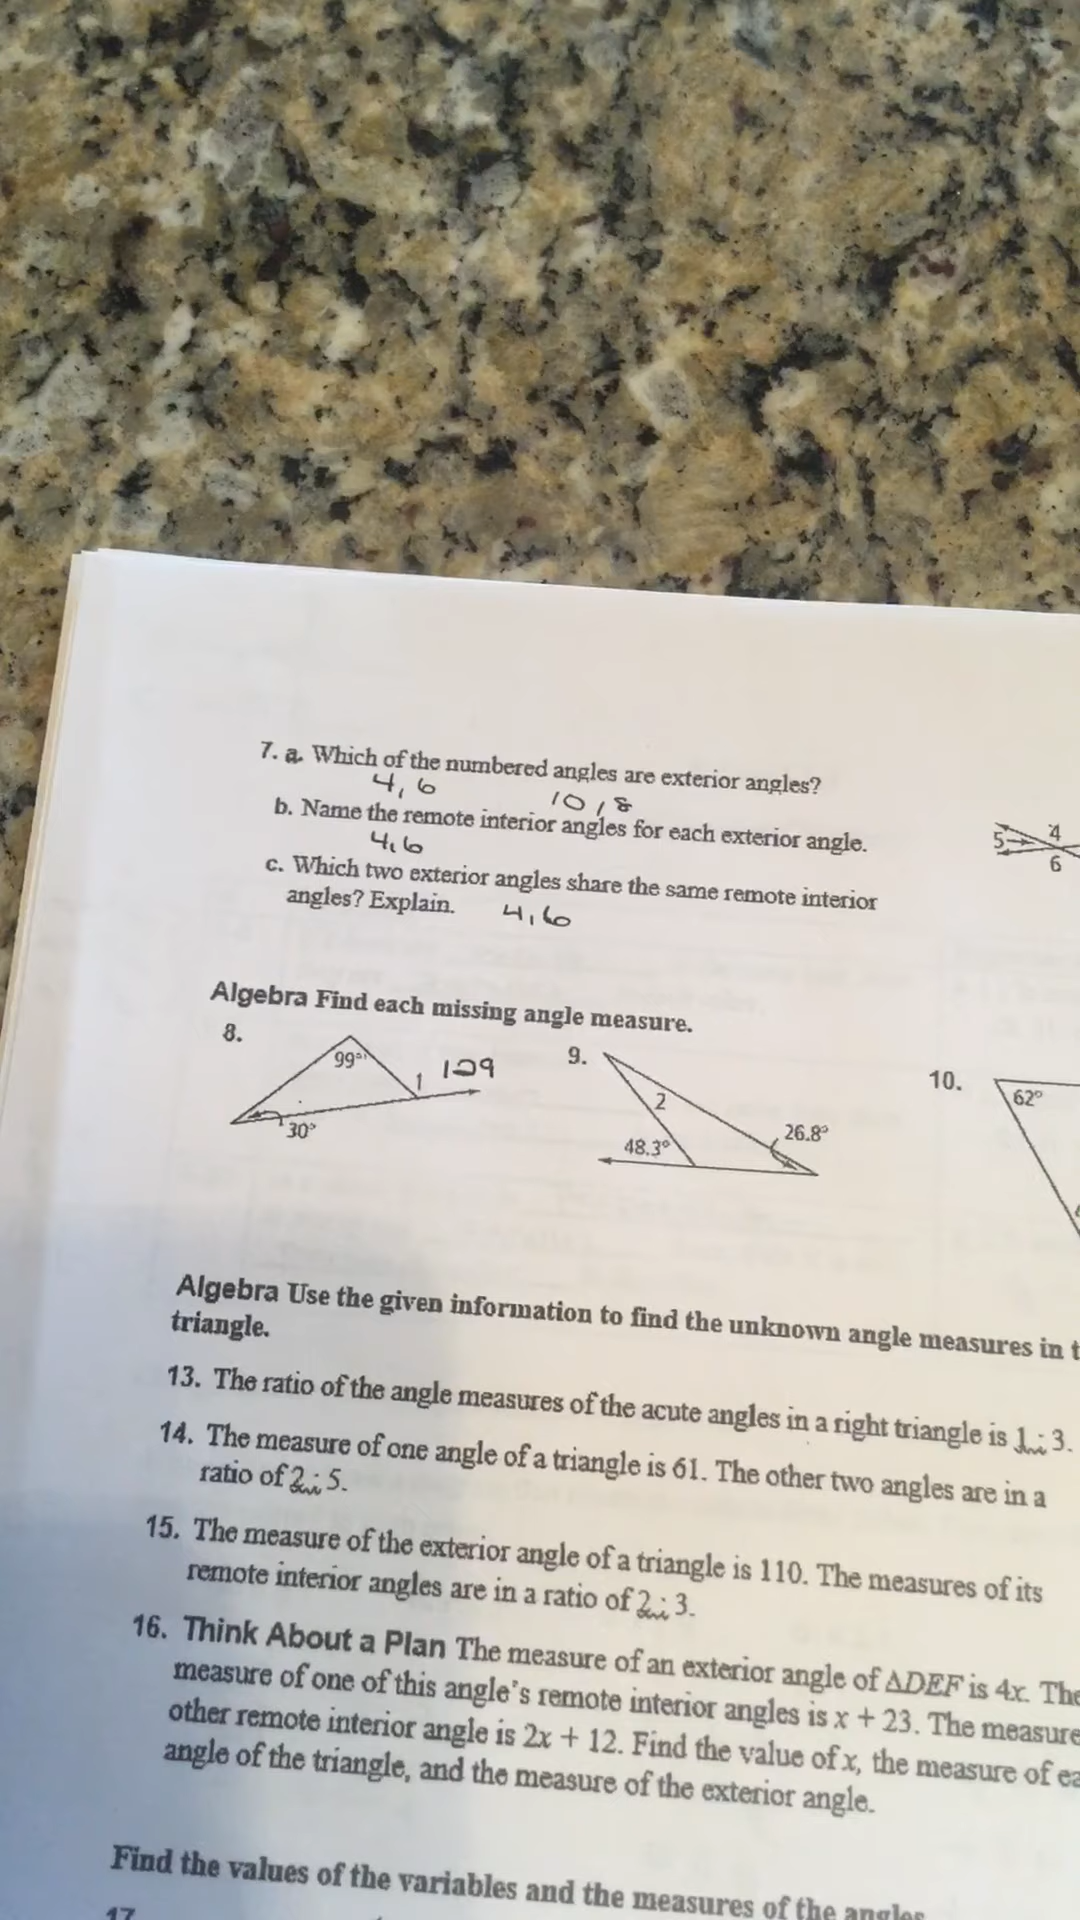 7. a. Which of the numbered angles are exterior angles?
4,6 10,8
b. Name the remote interior angles for each exterior angle.
4,6
c. Which two exterior angles share the same remote interior
angles? Explain. 4,6
5 4
6
Algebra Find each missing angle measure.
8. 99° 1 129
30°
9. 2
48.3° 26.8°
10. 62°
Algebra Use the given information to find the unknown angle measures in
triangle.
13. The ratio of the angle measures of the acute angles in a right triangle is 1 : 3.
14. The measure of one angle of a triangle is 61. The other two angles are in a
ratio of 2 : 5.
15. The measure of the exterior angle of a triangle is 110. The measures of its
remote interior angles are in a ratio of 2 : 3.
16. Think About a Plan The measure of an exterior angle of ΔDEF is 4x. The
measure of one of this angle's remote interior angles is x + 23. The measure
other remote interior angle is 2x + 12. Find the value of x, the measure of
angle of the triangle, and the measure of the exterior angle.
Find the values of the variables and the measures of the angles
17